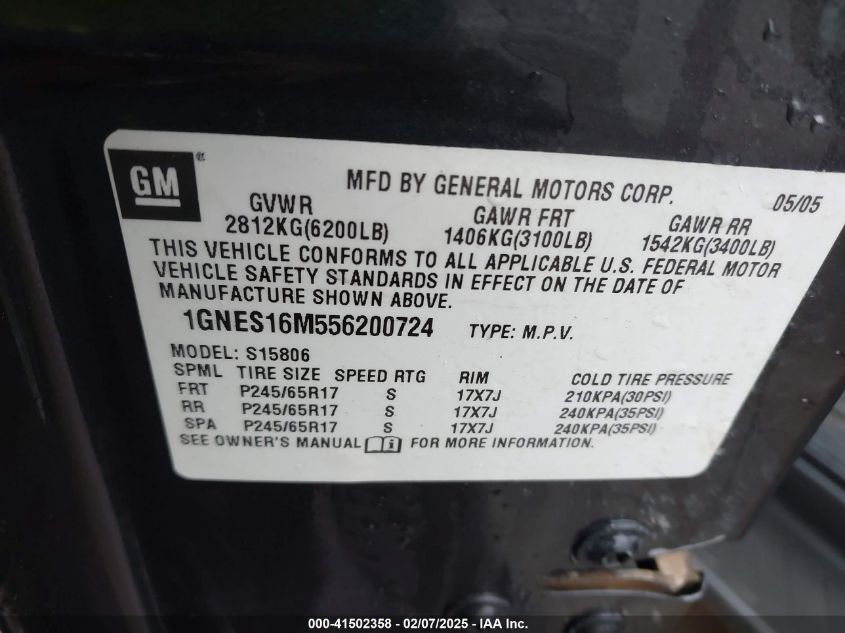 GM®
MFD BY GENERAL MOTORS CORP. 05/05
GVWR GAWR FRT GAWR RR
2812KG(6200LB) 1406KG(3100LB) 1542KG(3400LB)
THIS VEHICLE CONFORMS TO ALL APPLICABLE U.S. FEDERAL MOTOR
VEHICLE SAFETY STANDARDS IN EFFECT ON THE DATE OF
MANUFACTURE SHOWN ABOVE.
1GNES16M556200724 TYPE: M.P.V.
MODEL: S15806
SPML TIRE SIZE SPEED RTG RIM COLD TIRE PRESSURE
FRT P245/65R17 S 17X7J 210KPA(30PSI)
RR P245/65R17 S 17X7J 240KPA(35PSI)
SPA P245/65R17 S 17X7J 240KPA(35PSI)
SEE OWNER'S MANUAL i FOR MORE INFORMATION.
000-41502358 - 02/07/2025 - IAA Inc.